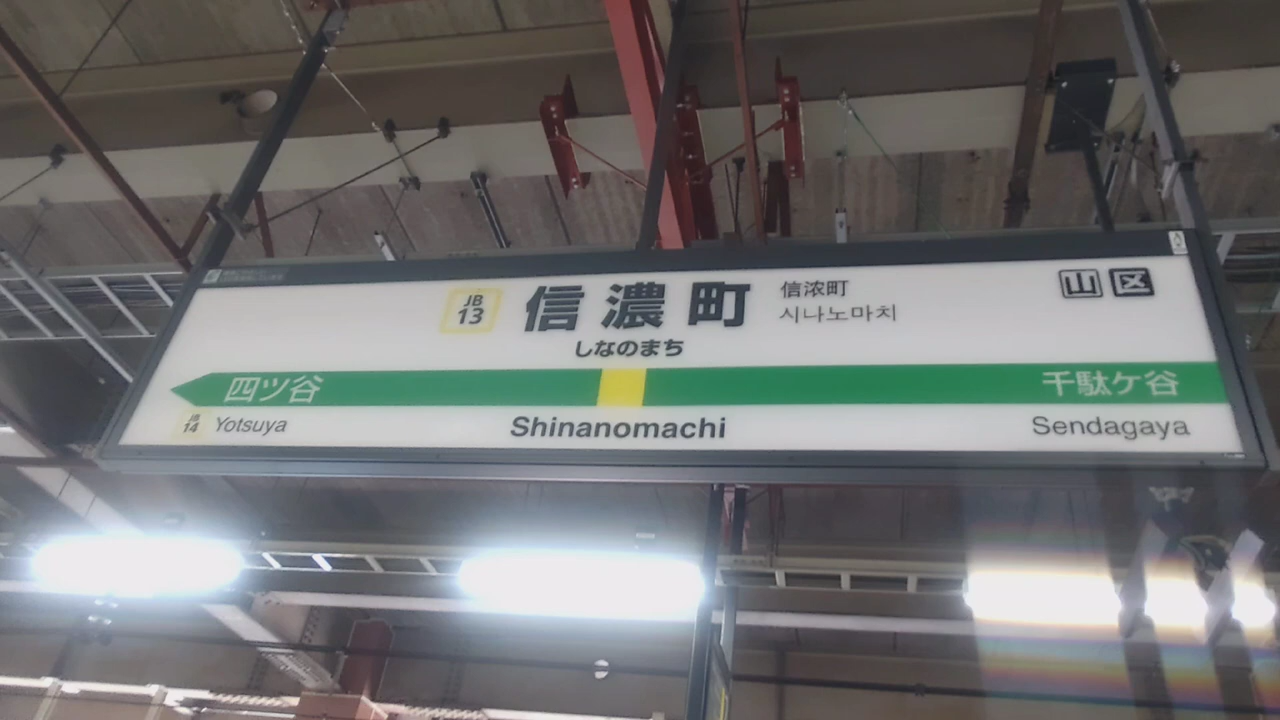 JB
13
信濃町
信浓町
시나노마치
山 区
しなのまち
四ツ谷
千駄ケ谷
JB
14
Yotsuya
Shinanomachi
Sendagaya